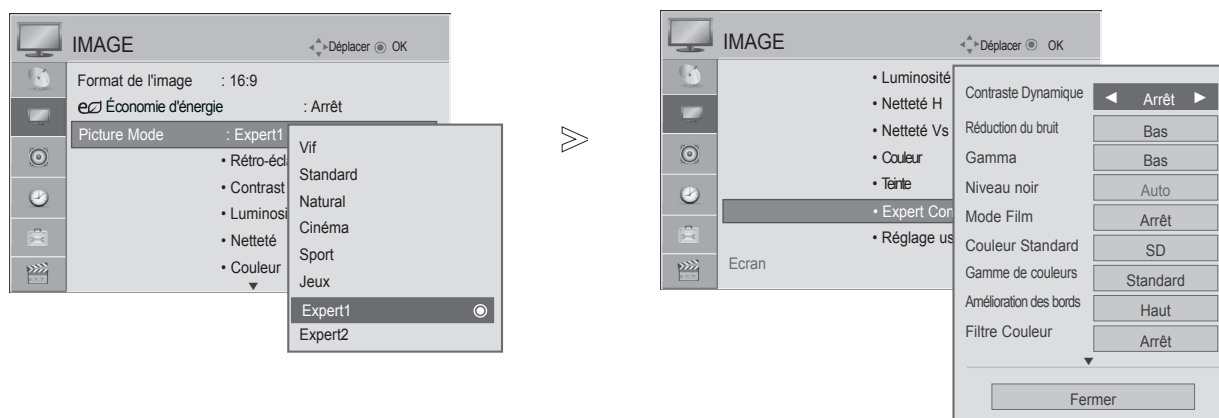 IMAGE
Déplacer OK
Format de l'image : 16:9
Économie d'énergie : Arrêt
Picture Mode : Expert1
• Rétro-écl
• Contrast
• Luminosi
• Netteté
• Couleur
Vif
Standard
Natural
Cinéma
Sport
Jeux
Expert1
Expert2
IMAGE
Déplacer OK
• Luminosité
• Netteté H
• Netteté Vs
• Couleur
• Teinte
• Expert Con
• Réglage us
Ecran
Contraste Dynamique Arrêt
Réduction du bruit Bas
Gamma Bas
Niveau noir Auto
Mode Film Arrêt
Couleur Standard SD
Gamme de couleurs Standard
Amélioration des bords Haut
Filtre Couleur Arrêt
Fermer